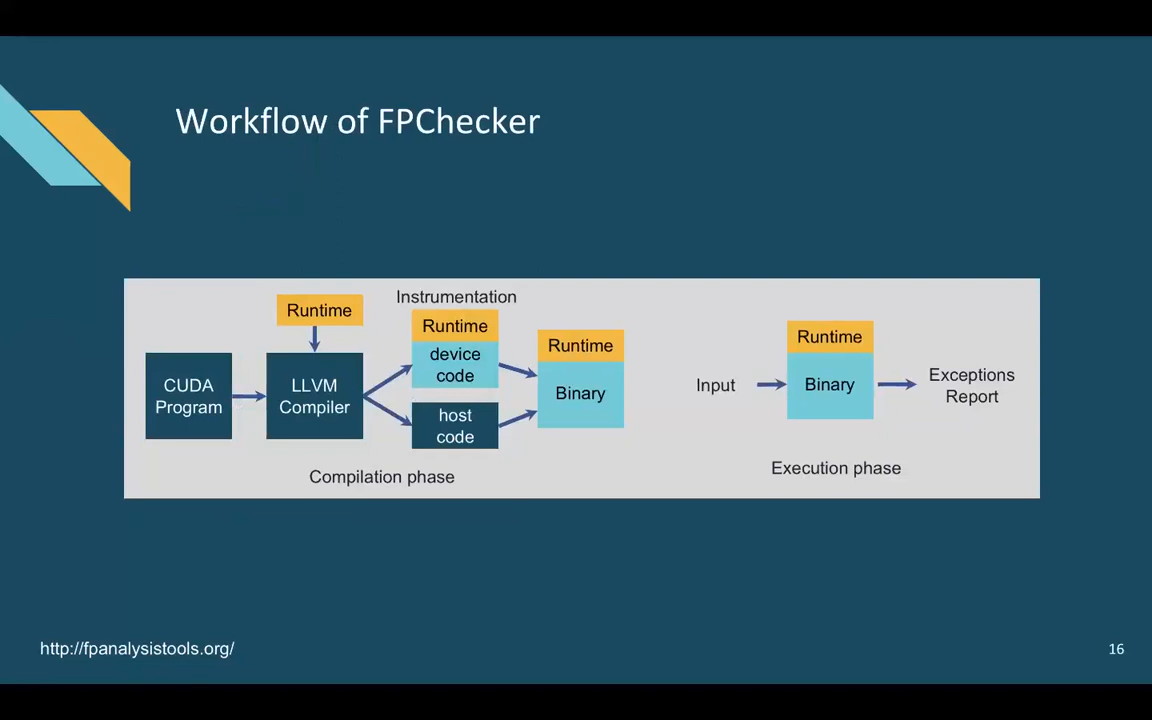 Workflow of FPChecker
Runtime
Instrumentation
CUDA
Program
LLVM
Compiler
Runtime
device
code
host
code
Runtime
Binary
Compilation phase
Input
Runtime
Binary
Exceptions
Report
Execution phase
http://fpanalysistools.org/
16